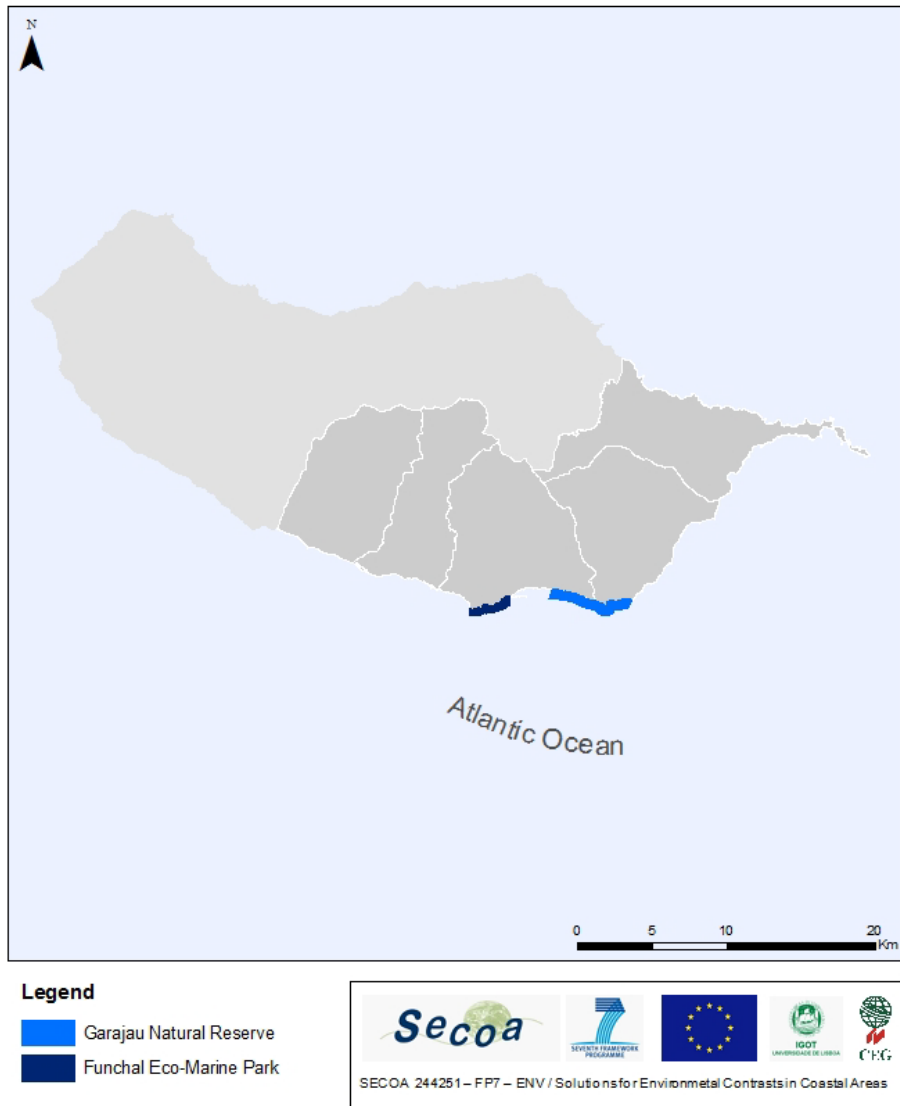 N
Atlantic Ocean
0 5 10 20
Km
Legend
Garajau Natural Reserve
Funchal Eco-Marine Park
Secoa
7
SEVENTH FRAMEWORK
PROGRAMME
IGOT
UNIVERSIDADE DE LISBOA
CEG
SECOA 244251 – FP7 – ENV / Solutions for Environmetal Contrasts in Coastal Areas